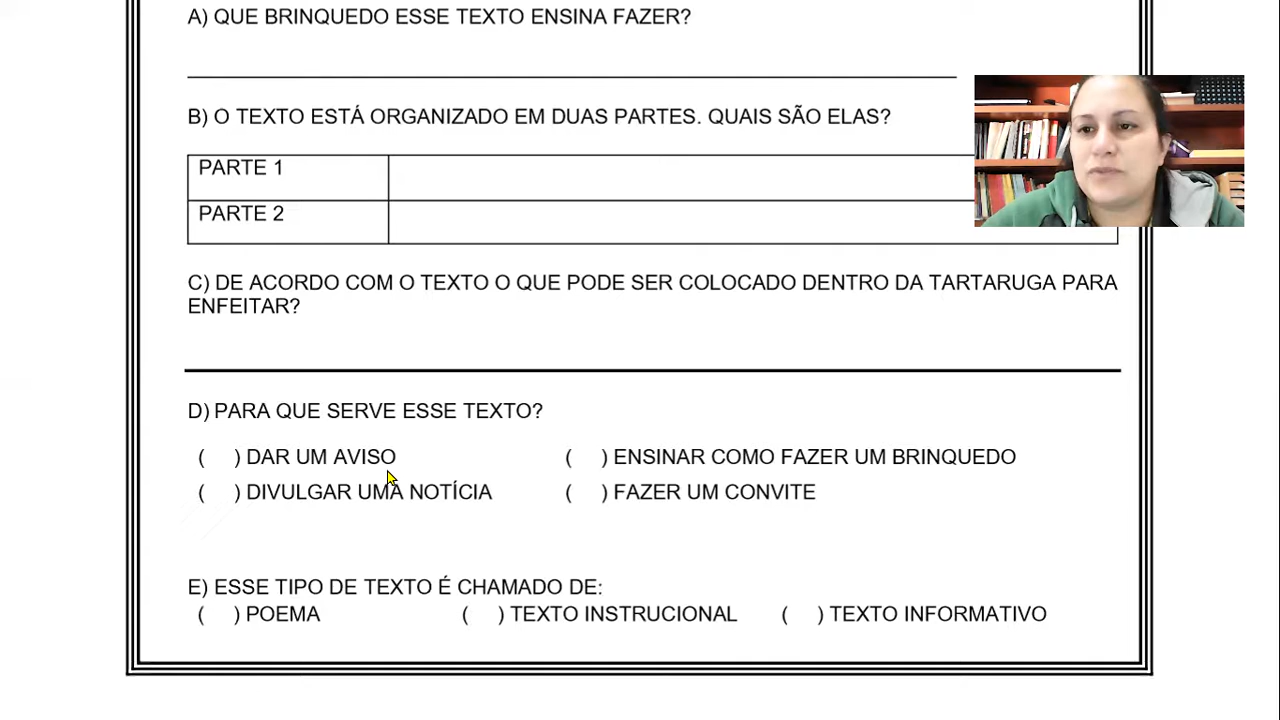 A) QUE BRINQUEDO ESSE TEXTO ENSINA FAZER?
B) O TEXTO ESTÁ ORGANIZADO EM DUAS PARTES. QUAIS SÃO ELAS?
PARTE 1
PARTE 2
C) DE ACORDO COM O TEXTO O QUE PODE SER COLOCADO DENTRO DA TARTARUGA PARA
ENFEITAR?
D) PARA QUE SERVE ESSE TEXTO?
( ) DAR UM AVISO ( ) ENSINAR COMO FAZER UM BRINQUEDO
( ) DIVULGAR UMA NOTÍCIA ( ) FAZER UM CONVITE
E) ESSE TIPO DE TEXTO É CHAMADO DE:
( ) POEMA ( ) TEXTO INSTRUCIONAL ( ) TEXTO INFORMATIVO